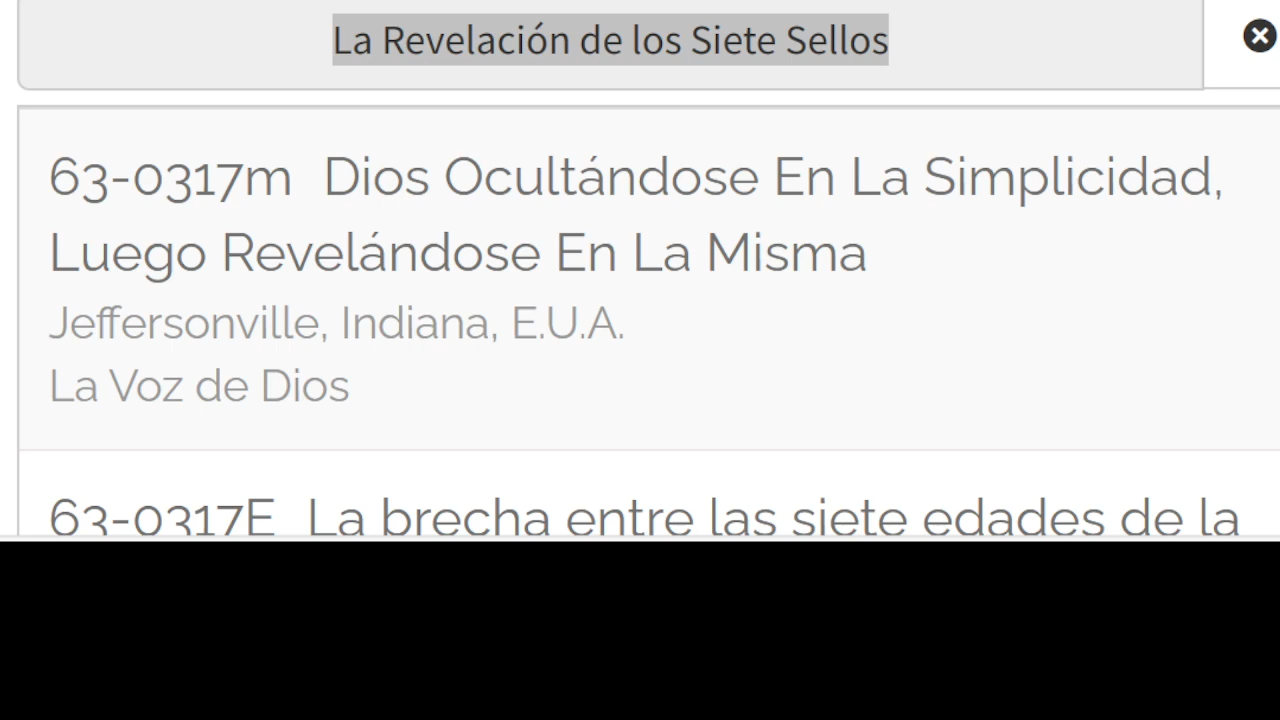 La Revelación de los Siete Sellos
63-0317m Dios Ocultándose En La Simplicidad,
Luego Revelándose En La Misma
Jeffersonville, Indiana, E.U.A.
La Voz de Dios
63-0317E La brecha entre las siete edades de la